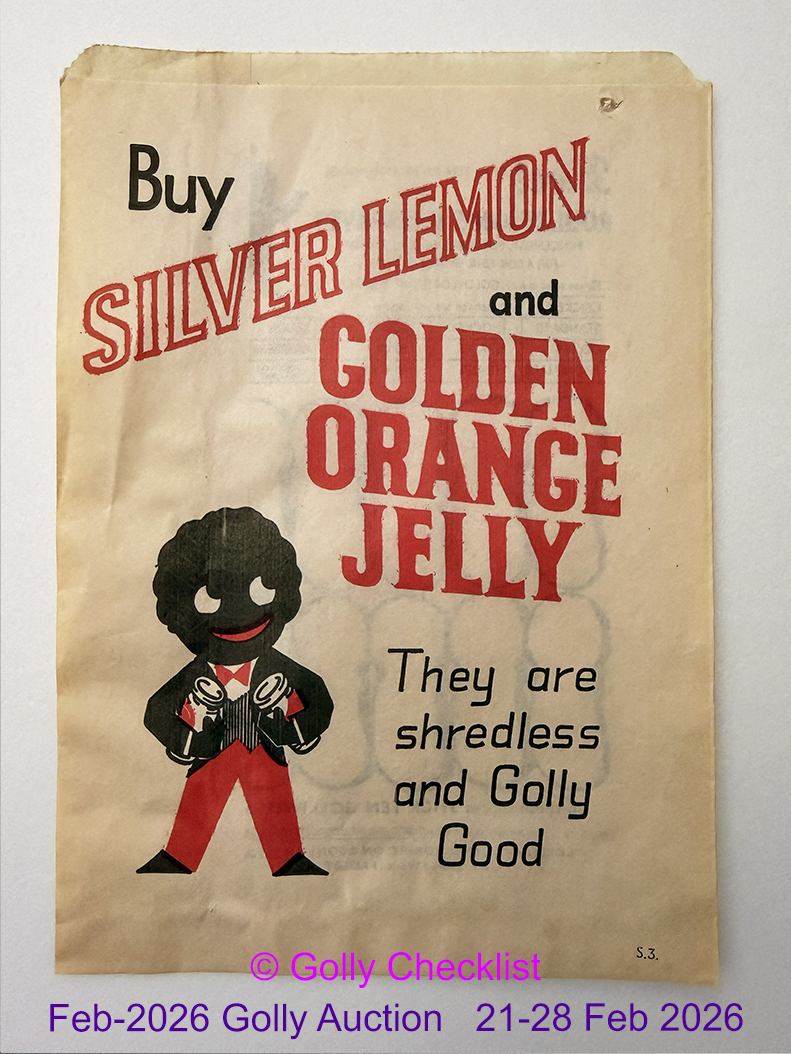 Buy
SILVER LEMON
and
GOLDEN
ORANGE
JELLY
They are
shredless
and Golly
Good
S.3.
© Golly Checklist
Feb-2026 Golly Auction 21-28 Feb 2026